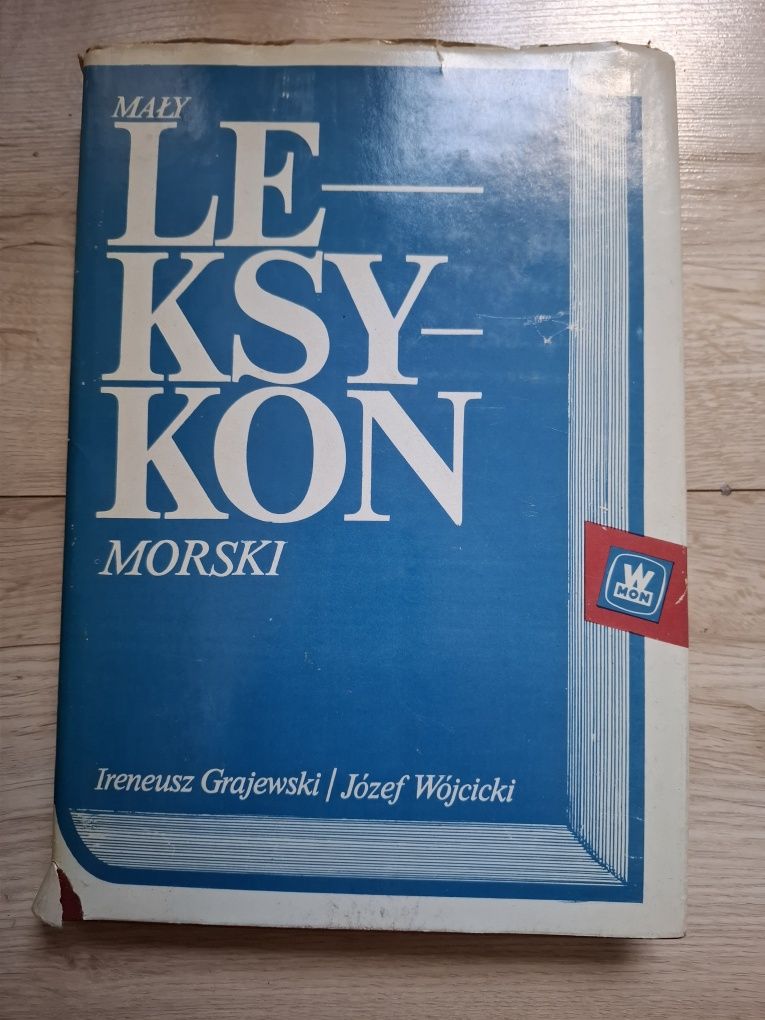 MAŁY
LE—
KSY–
KON
MORSKI
W
MON
Ireneusz Grajewski / Józef Wójcicki